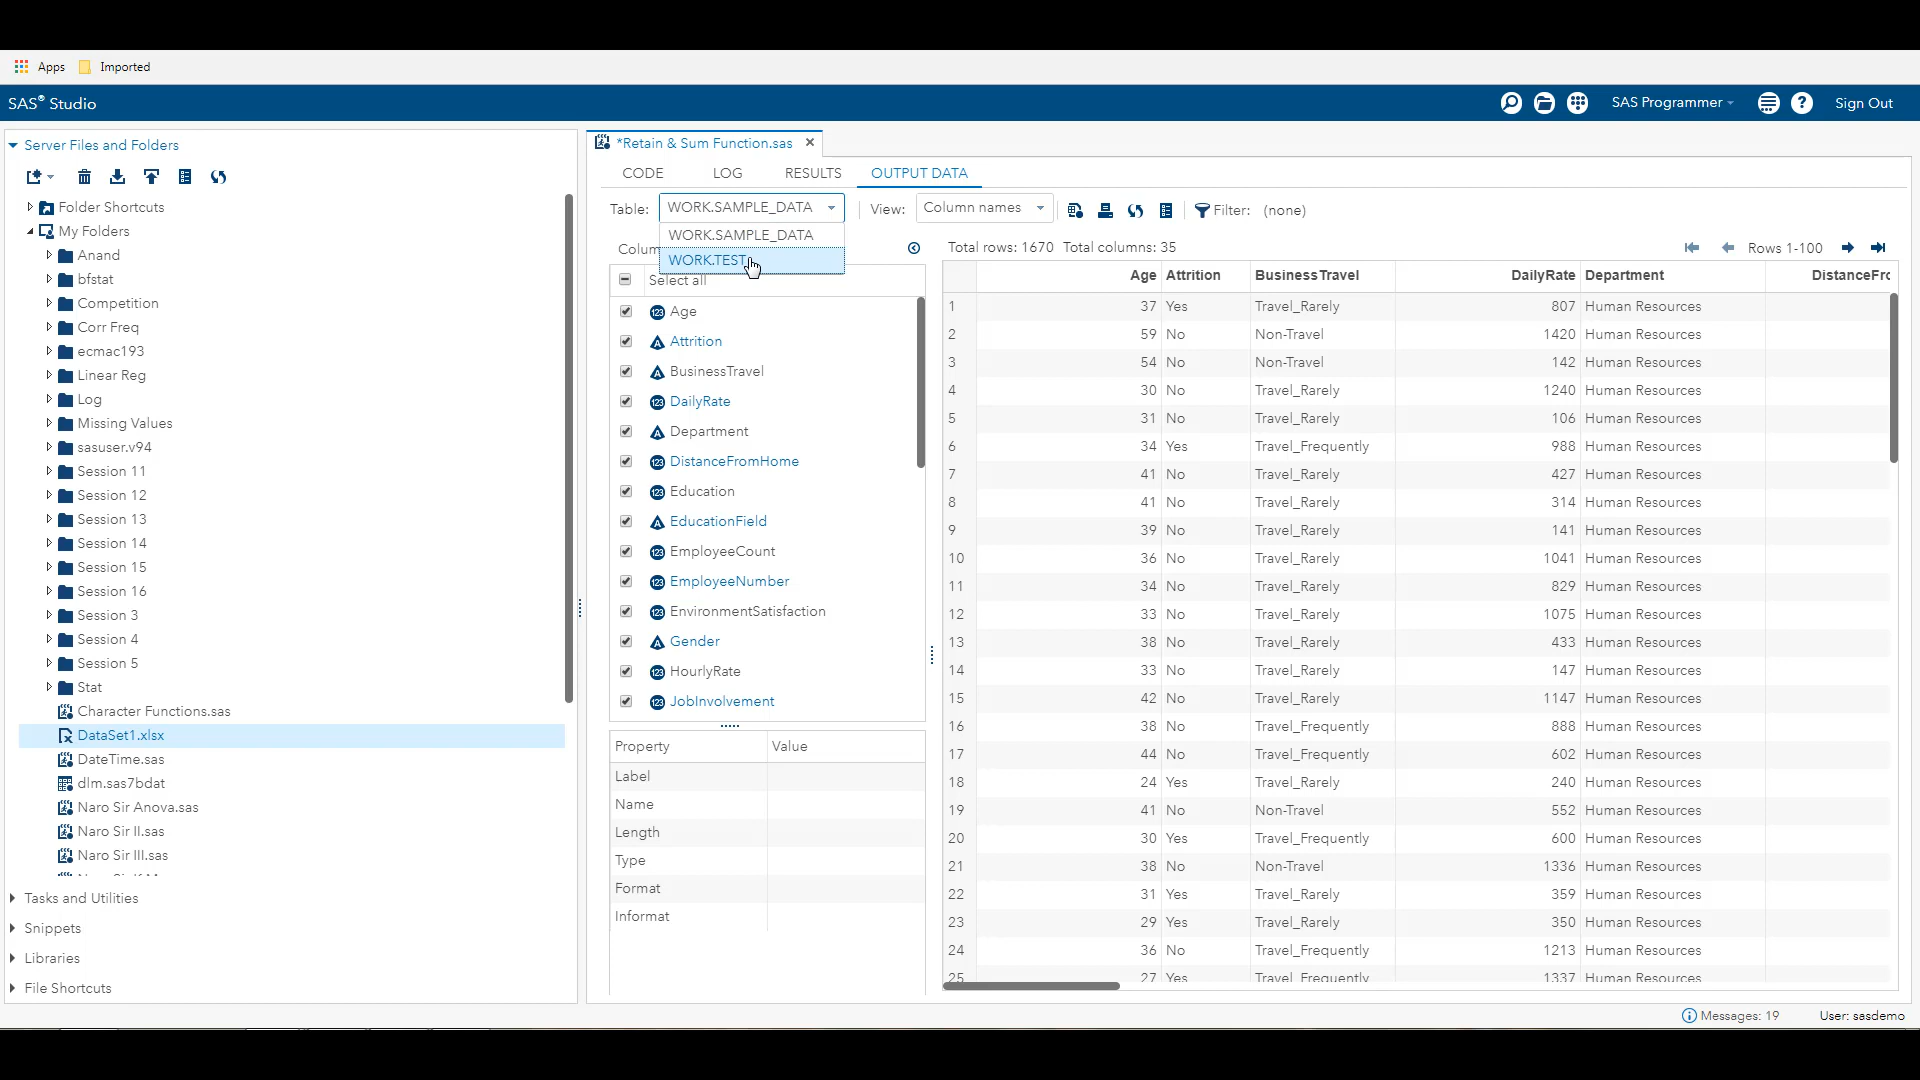 Apps Imported
SAS® Studio
SAS Programmer
Sign Out
Server Files and Folders
Folder Shortcuts
My Folders
Anand
bfstat
Competition
Corr Freq
ecmac193
Linear Reg
Log
Missing Values
sasuser.v94
Session 11
Session 12
Session 13
Session 14
Session 15
Session 16
Session 3
Session 4
Session 5
Stat
Character Functions.sas
DataSet1.xlsx
DateTime.sas
dlm.sas7bdat
Naro Sir Anova.sas
Naro Sir II.sas
Naro Sir III.sas
Tasks and Utilities
Snippets
Libraries
File Shortcuts
*Retain & Sum Function.sas
CODE LOG RESULTS OUTPUT DATA
Table: WORK.SAMPLE_DATA View: Column names Filter: (none)
WORK.SAMPLE_DATA
WORK.TEST
Colum
Select all
Age
Attrition
BusinessTravel
DailyRate
Department
DistanceFromHome
Education
EducationField
EmployeeCount
EmployeeNumber
EnvironmentSatisfaction
Gender
HourlyRate
JobInvolvement
Property Value
Label
Name
Length
Type
Format
Informat
Total rows: 1670 Total columns: 35 Rows 1-100
Age Attrition BusinessTravel DailyRate Department DistanceFrc
1 37 Yes Travel_Rarely 807 Human Resources
2 59 No Non-Travel 1420 Human Resources
3 54 No Non-Travel 142 Human Resources
4 30 No Travel_Rarely 1240 Human Resources
5 31 No Travel_Rarely 106 Human Resources
6 34 Yes Travel_Frequently 988 Human Resources
7 41 No Travel_Rarely 427 Human Resources
8 41 No Travel_Rarely 314 Human Resources
9 39 No Travel_Rarely 141 Human Resources
10 36 No Travel_Rarely 1041 Human Resources
11 34 No Travel_Rarely 829 Human Resources
12 33 No Travel_Rarely 1075 Human Resources
13 38 No Travel_Rarely 433 Human Resources
14 33 No Travel_Rarely 147 Human Resources
15 42 No Travel_Rarely 1147 Human Resources
16 38 No Travel_Frequently 888 Human Resources
17 44 No Travel_Frequently 602 Human Resources
18 24 Yes Travel_Rarely 240 Human Resources
19 41 No Non-Travel 552 Human Resources
20 30 Yes Travel_Frequently 600 Human Resources
21 38 No Non-Travel 1336 Human Resources
22 31 Yes Travel_Rarely 359 Human Resources
23 29 Yes Travel_Rarely 350 Human Resources
24 36 No Travel_Frequently 1213 Human Resources
25 27 Yes Travel_Frequently 1337 Human Resources
Messages: 19 User: sasdemo